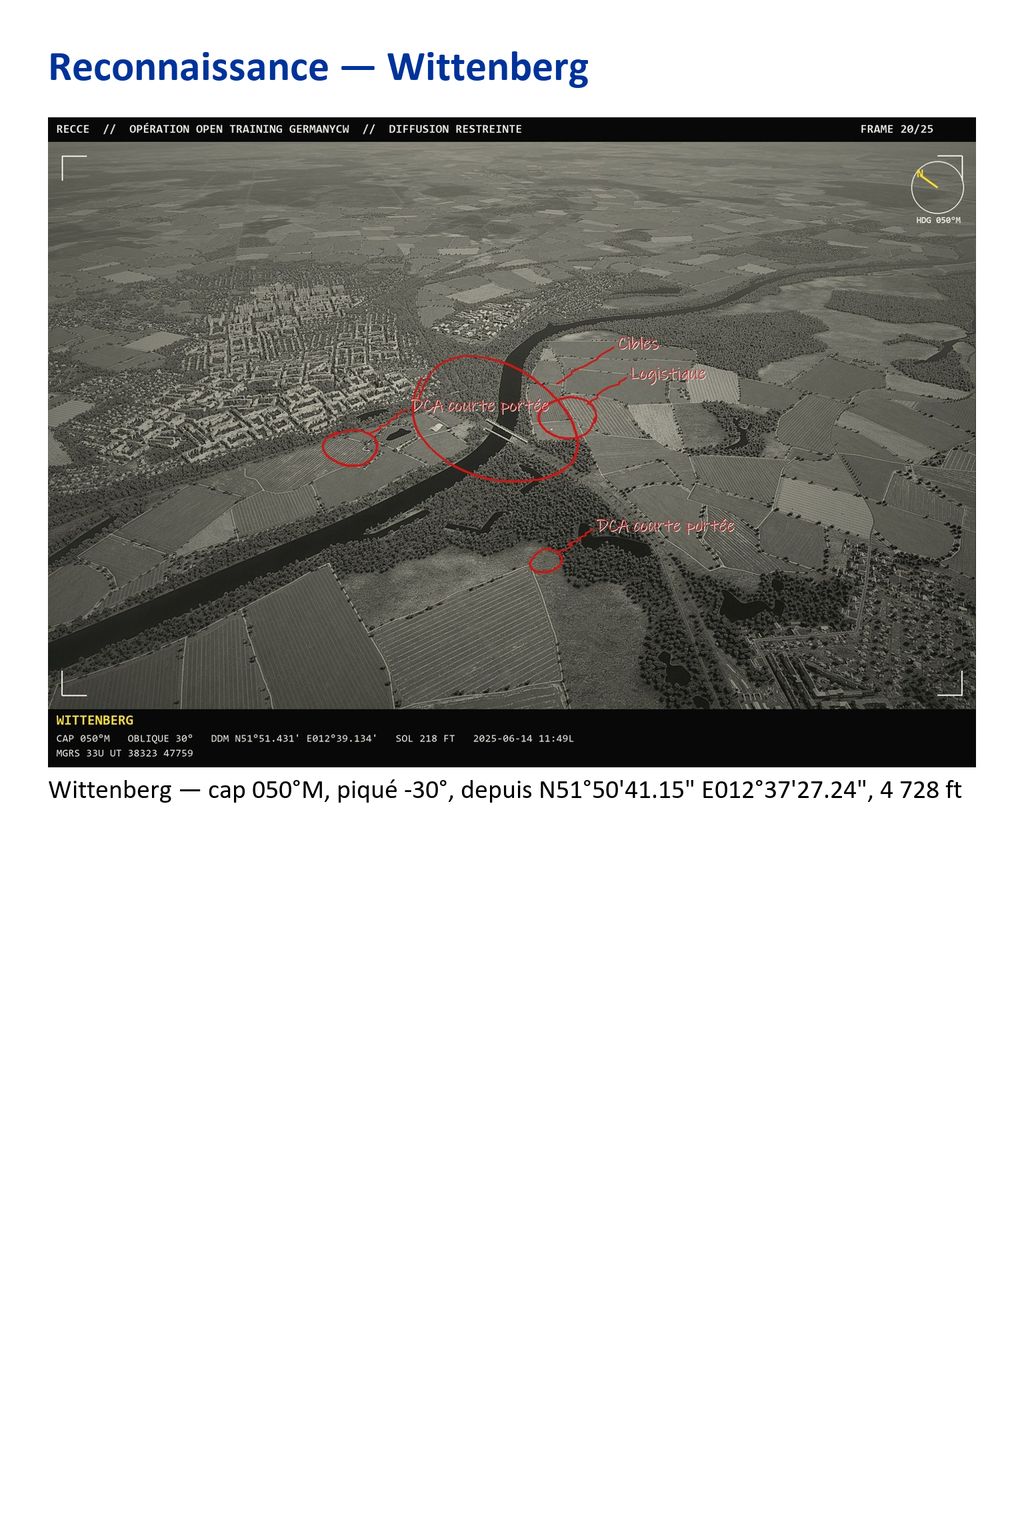 Reconnaissance — Wittenberg
RECCE // OPÉRATION OPEN TRAINING GERMANYCW // DIFFUSION RESTREINTE
FRAME 20/25
N
HDG 050°M
Cibles
Logistique
DCA courte portée
DCA courte portée
WITTENBERG
CAP 050°M OBLIQUE 30° DDM N51°51.431' E012°39.134' SOL 218 FT 2025-06-14 11:49L
MGRS 33U UT 38323 47759
Wittenberg — cap 050°M, piqué -30°, depuis N51°50'41.15" E012°37'27.24", 4 728 ft